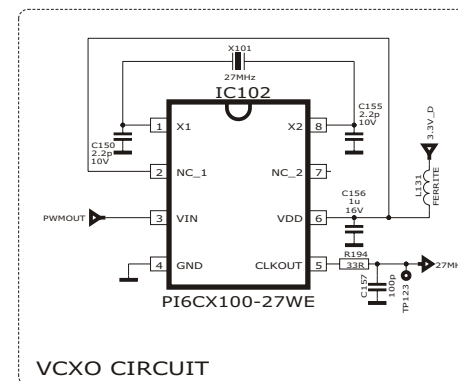 X101
27MHz
IC102
C150
2.2p
10V
C155
2.2p
10V
3.3V_D
L131
FERRITE
1 X1
X2 8
2 NC_1
NC_2 7
C156
1u
16V
PWMOUT
3 VIN
VDD 6
4 GND
CLKOUT 5
R194
33R
C157
100p
TP123
27MH
PI6CX100-27WE
VCXO CIRCUIT